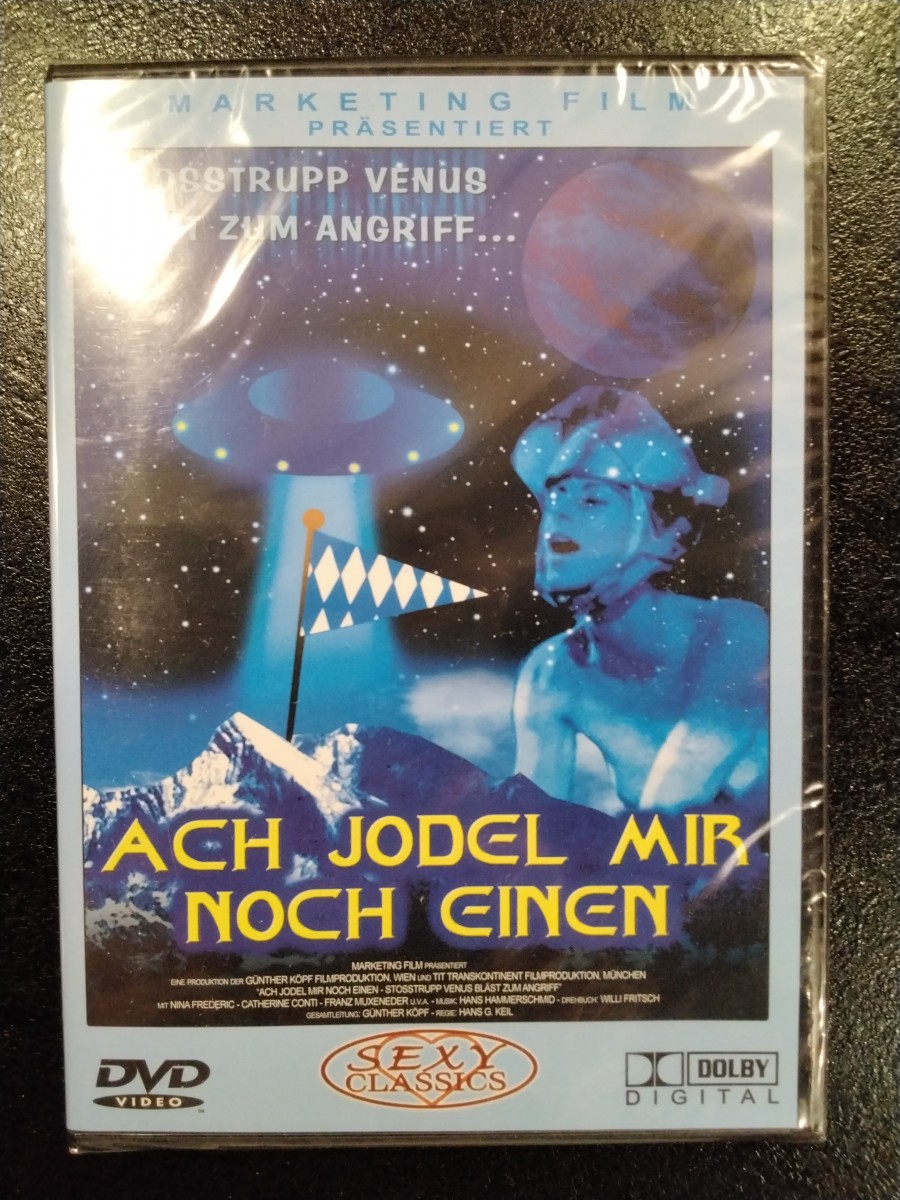 MARKETING FILM
PRÄSENTIERT
VENUS
ZUM ANGRIFF...
ACH JODEL MIR
NOCH EINEN
MARKETING FILM PRÄSENTIERT
EINE PRODUKTION DER GÜNTHER KÖPF FILMPRODUKTION, WIEN UND TIT TRANSKONTINENT FILMPRODUKTION, MÜNCHEN
"ACH JODEL MIR NOCH EINEN - STOSSTRUPP VENUS BLÄST ZUM ANGRIFF"
MIT NINA FREDERIC - CATHERINE CONTI - FRANZ MUXENEDER U.V.A. • MUSIK: HANS HAMMERSCHMID - DREHBUCH: WILLI FRITSCH
GESAMTLEITUNG: GÜNTHER KÖPF - REGIE: HANS G. KEIL
DVD
VIDEO
TM
SEXY
CLASSICS
DOLBY
DIGITAL